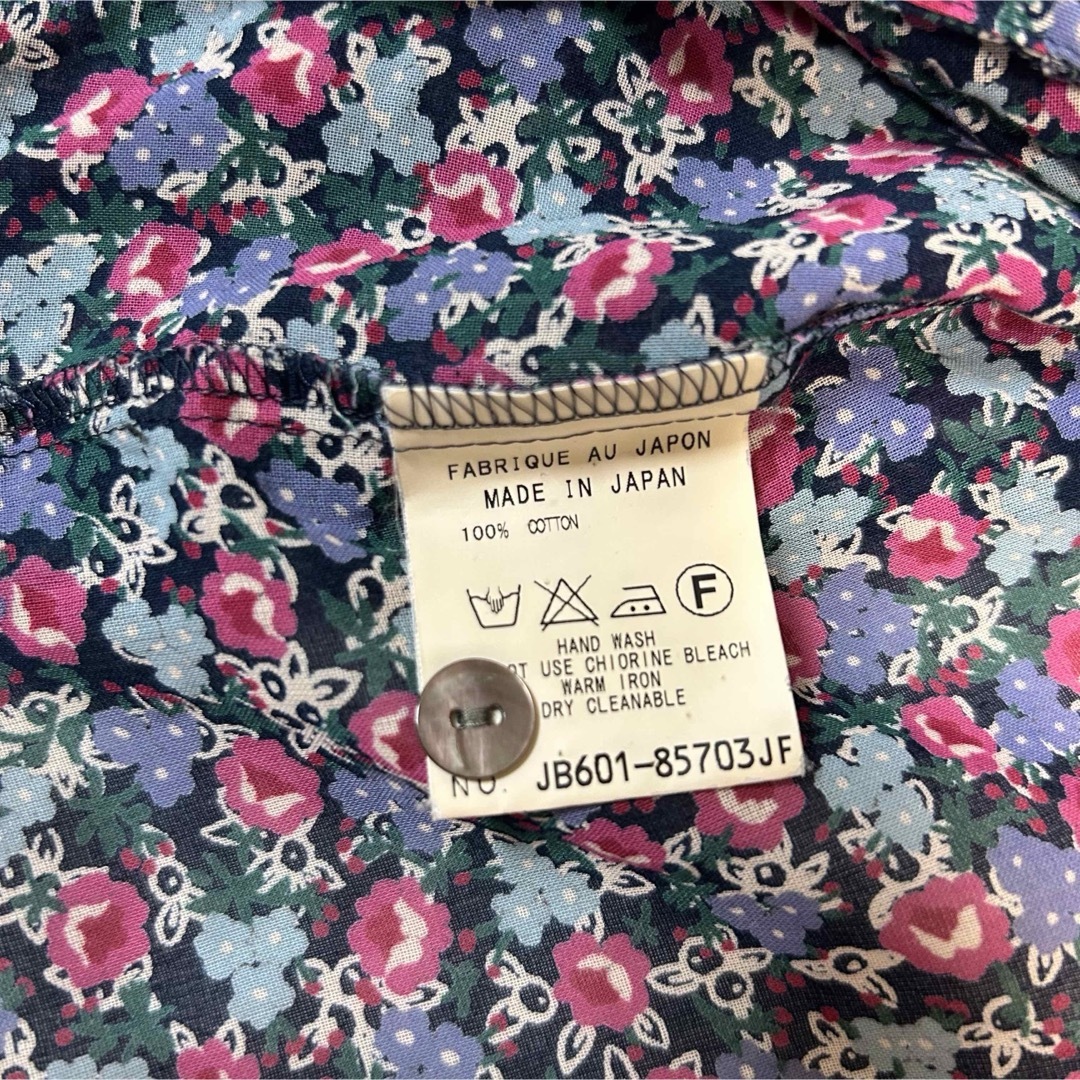 FABRIQUE AU JAPON
MADE IN JAPAN
100% COTTON
F
HAND WASH
OT USE CHIORINE BLEACH
WARM IRON
DRY CLEANABLE
NO. JB601-85703JF